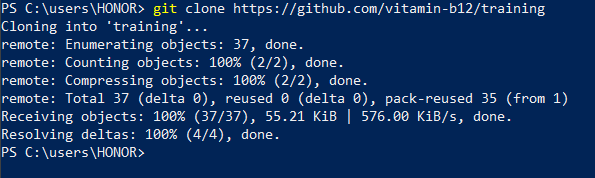 PS C:\users\HONOR> git clone https://github.com/vitamin-b12/training
Cloning into 'training'...
remote: Enumerating objects: 37, done.
remote: Counting objects: 100% (2/2), done.
remote: Compressing objects: 100% (2/2), done.
remote: Total 37 (delta 0), reused 0 (delta 0), pack-reused 35 (from 1)
Receiving objects: 100% (37/37), 55.21 KiB | 576.00 KiB/s, done.
Resolving deltas: 100% (4/4), done.
PS C:\users\HONOR>